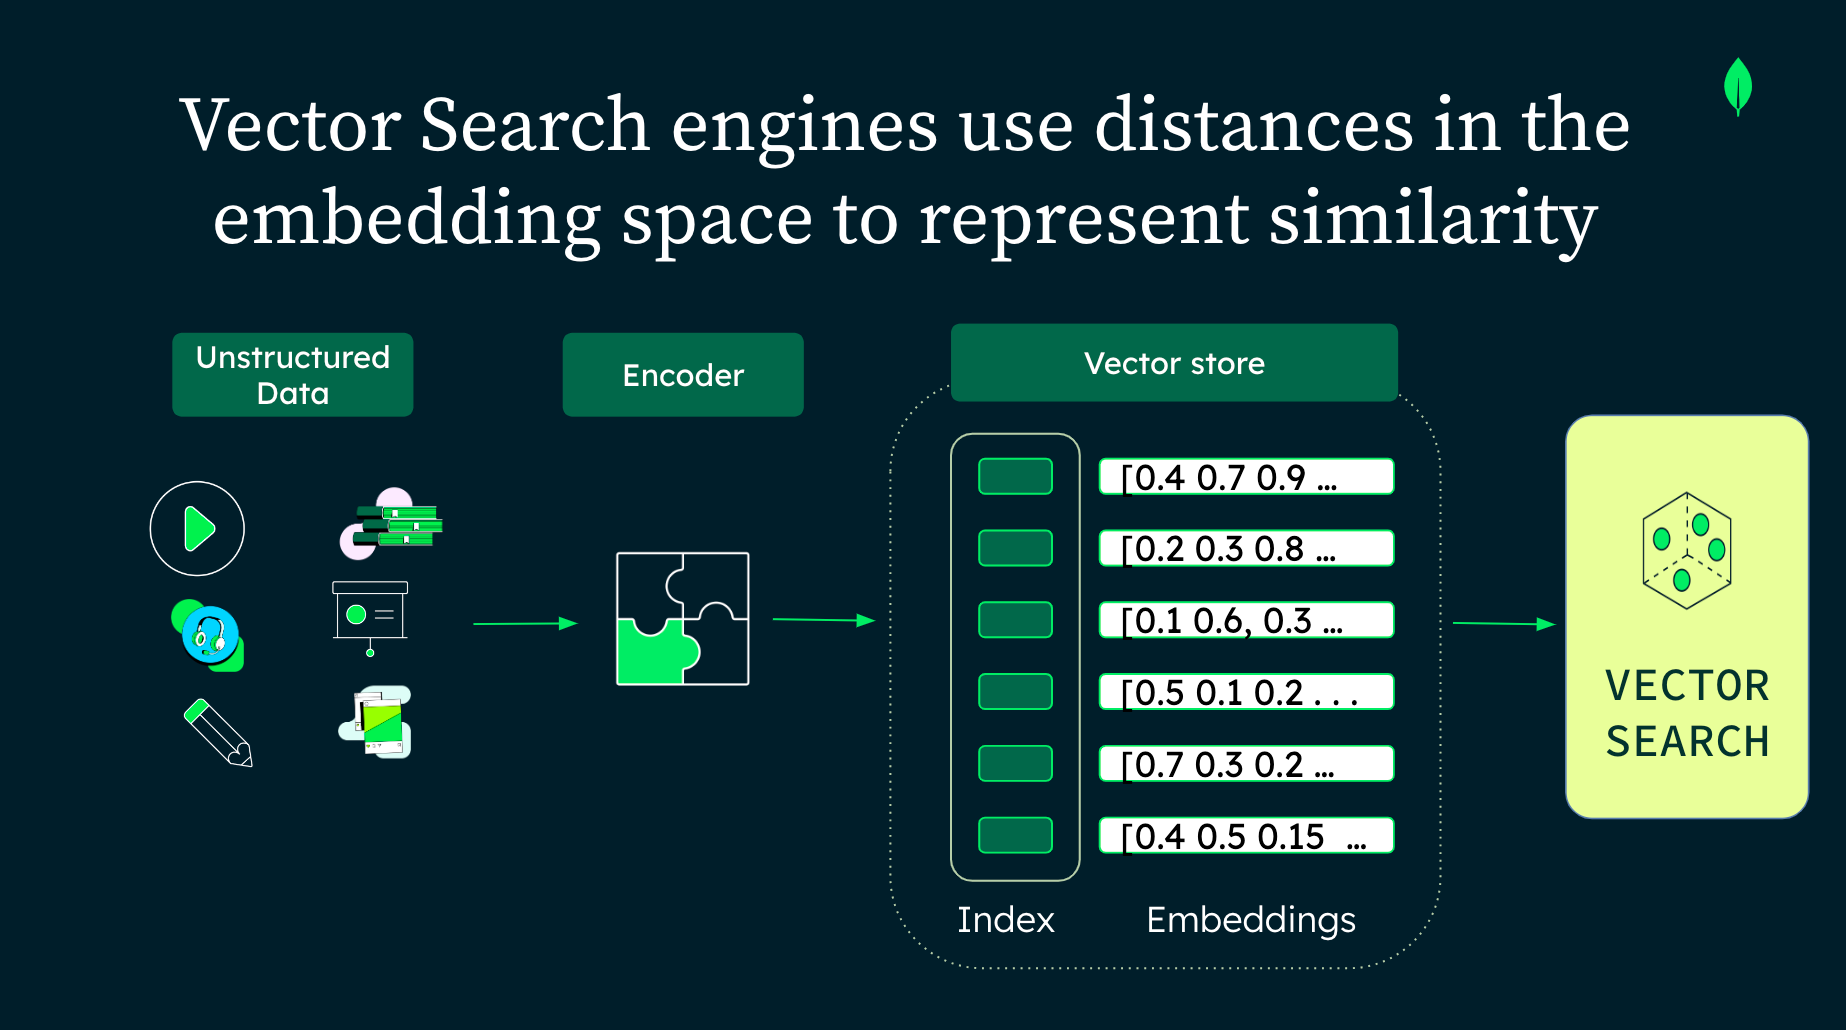 Vector Search engines use distances in the
embedding space to represent similarity
Unstructured
Data
Encoder
Vector store
[0.4 0.7 0.9 ...
[0.2 0.3 0.8 ...
[0.1 0.6, 0.3 ...
[0.5 0.1 0.2 . . .
[0.7 0.3 0.2 ...
[0.4 0.5 0.15 ...
Index
Embeddings
VECTOR
SEARCH